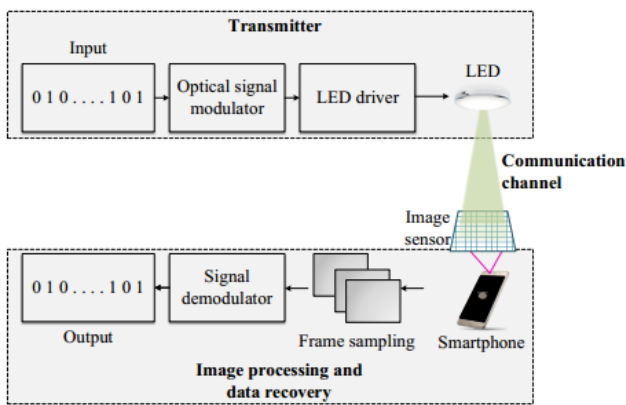 Transmitter
Input
LED
0 1 0 . . . . 1 0 1
Optical signal
modulator
LED driver
Communication
channel
Image
sensor
0 1 0 . . . . 1 0 1
Signal
demodulator
Output
Frame sampling
Smartphone
Image processing and
data recovery